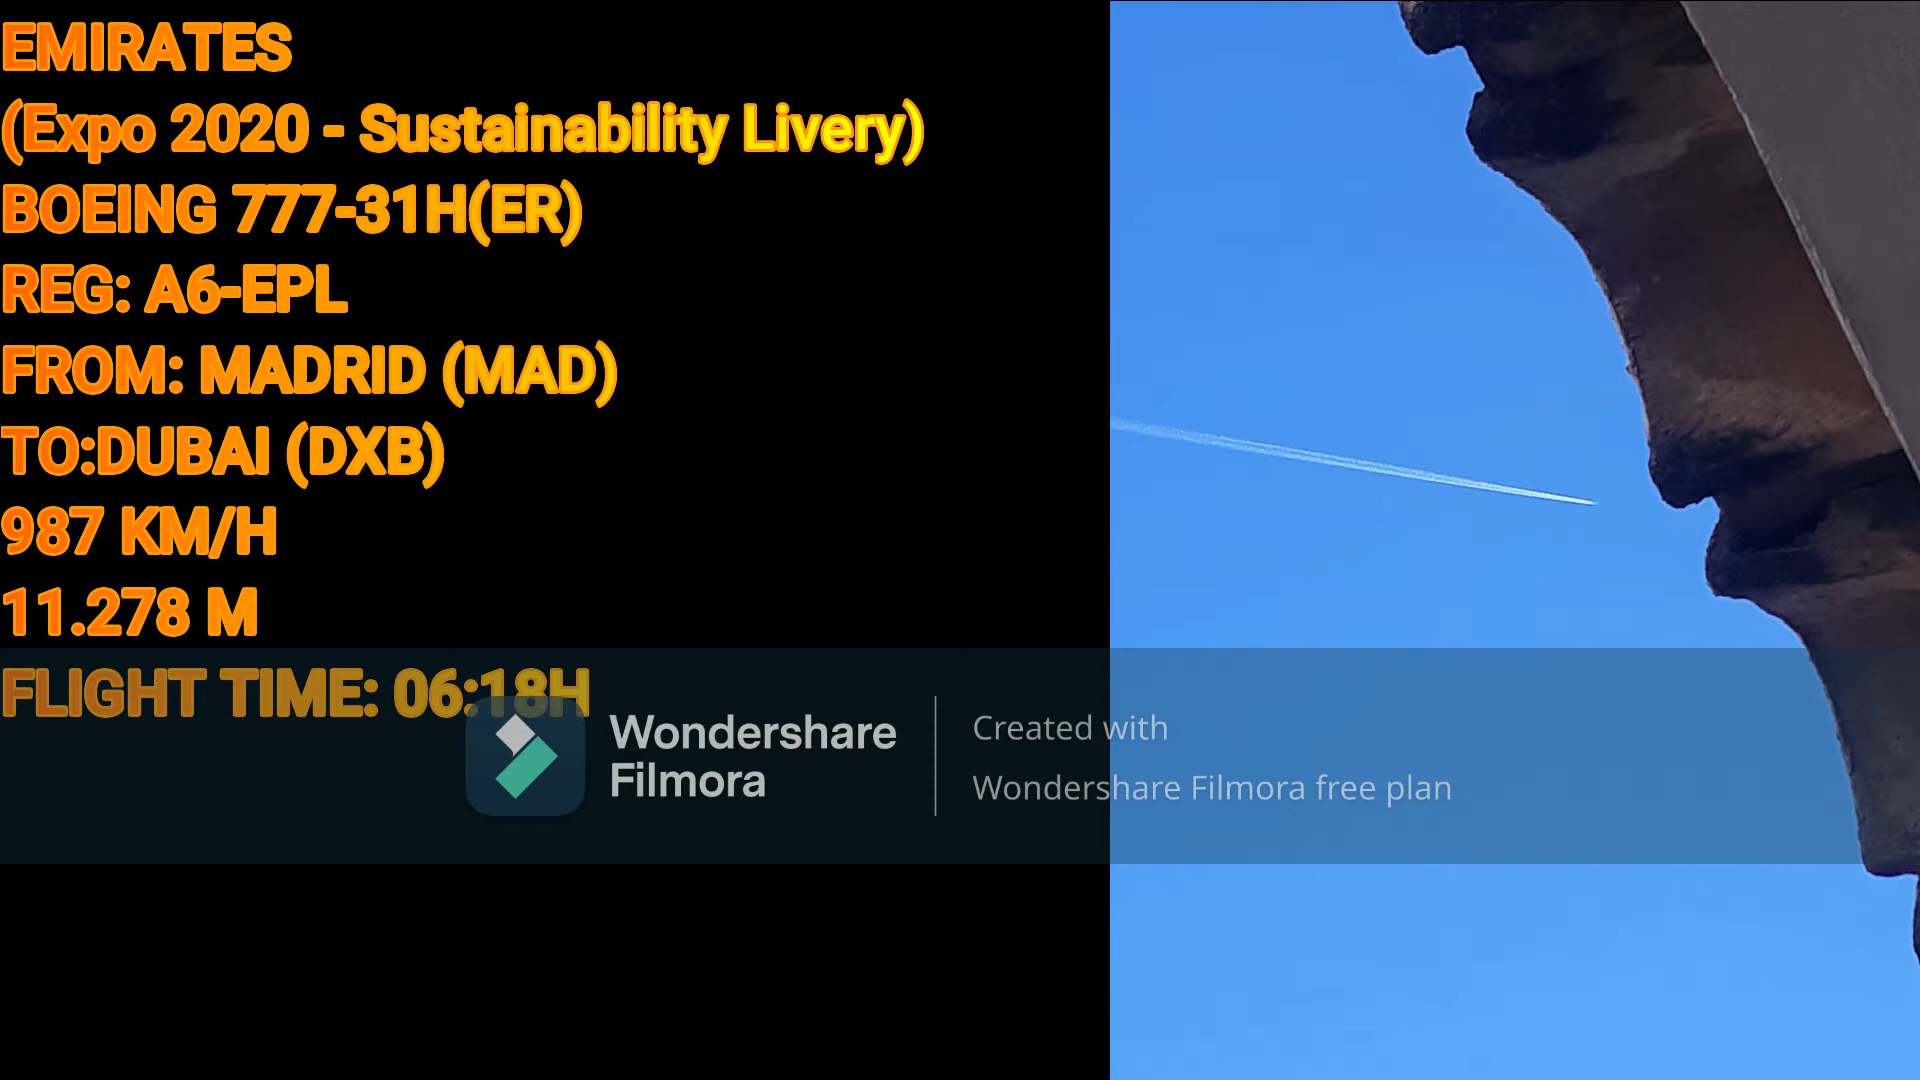 EMIRATES
(Expo 2020 - Sustainability Livery)
BOEING 777-31H(ER)
REG: A6-EPL
FROM: MADRID (MAD)
TO:DUBAI (DXB)
987 KM/H
11.278 M
FLIGHT TIME: 06:18H
Wondershare
Filmora
Created with
Wondershare Filmora free plan